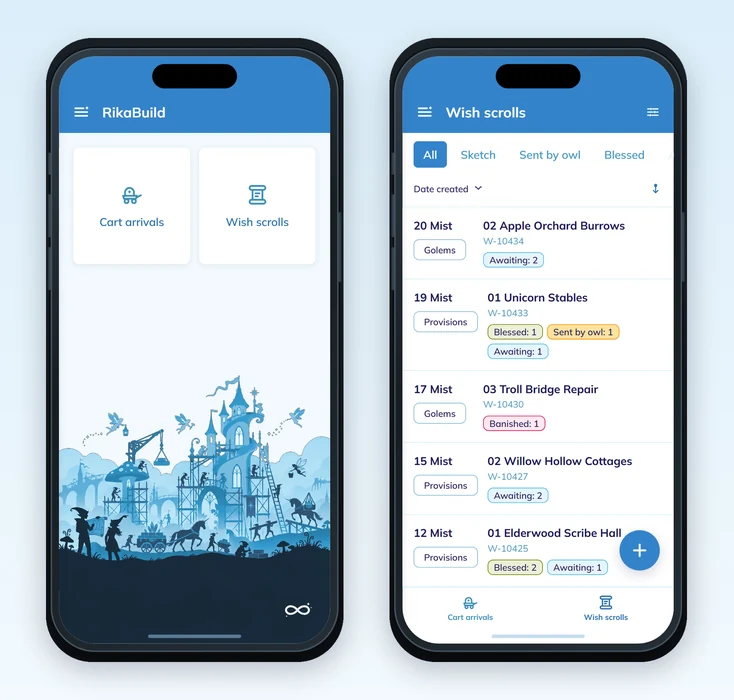 RikaBuild
Cart arrivals
Wish scrolls
Wish scrolls
All
Sketch
Sent by owl
Blessed
Date created
20 Mist
02 Apple Orchard Burrows
W-10434
Golems
Awaiting: 2
19 Mist
01 Unicorn Stables
W-10433
Provisions
Blessed: 1
Sent by owl: 1
Awaiting: 1
17 Mist
03 Troll Bridge Repair
W-10430
Golems
Banished: 1
15 Mist
02 Willow Hollow Cottages
W-10427
Provisions
Awaiting: 2
12 Mist
01 Elderwood Scribe Hall
W-10425
Provisions
Blessed: 2
Awaiting: 1
Cart arrivals
Wish scrolls